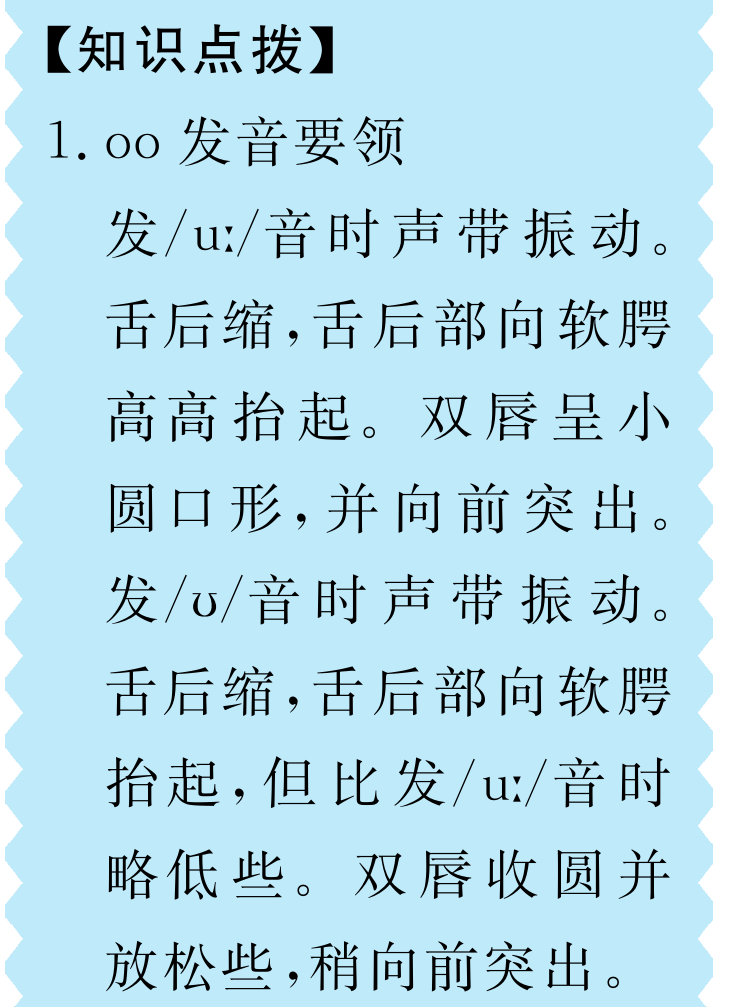 【知识点拨】
1. oo 发音要领
发/uː/音时声带振动。
舌后缩,舌后部向软腭
高高抬起。双唇呈小
圆口形,并向前突出。
发/ʊ/音时声带振动。
舌后缩,舌后部向软腭
抬起,但比发/uː/音时
略低些。双唇收圆并
放松些,稍向前突出。